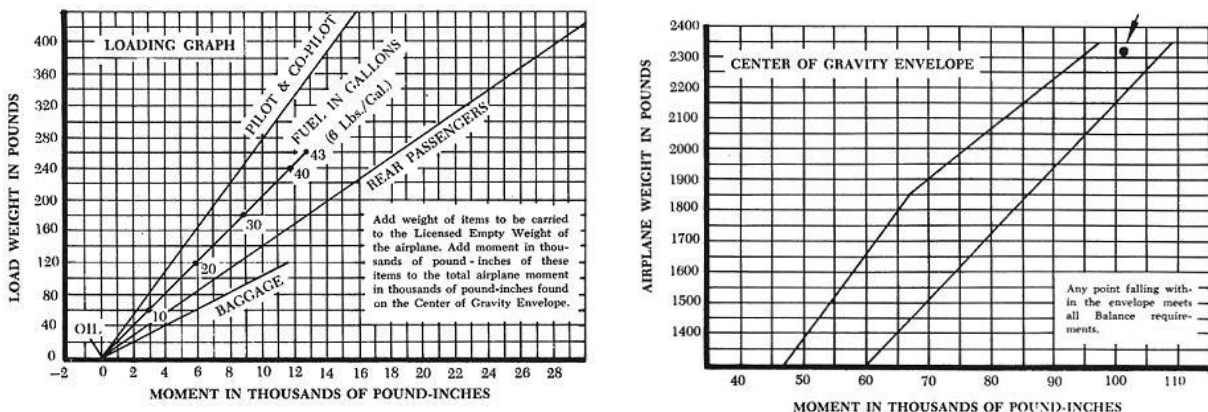 LOADING GRAPH
PILOT & CO-PILOT
FUEL IN GALLONS
(6 Lbs./Gal.)
REAR PASSENGERS
BAGGAGE
OIL
10
20
30
40
43
Add weight of items to be carried
to the Licensed Empty Weight of
the airplane. Add moment in thou-
sands of pound-inches of these
items to the total airplane moment
in thousands of pound-inches found
on the Center of Gravity Envelope.
LOAD WEIGHT IN POUNDS
400
360
320
280
240
200
160
120
80
40
0
-2 0 2 4 6 8 10 12 14 16 18 20 22 24 26 28
MOMENT IN THOUSANDS OF POUND-INCHES
CENTER OF GRAVITY ENVELOPE
Any point falling with-
in the envelope meets
all Balance require-
ments.
AIRPLANE WEIGHT IN POUNDS
2400
2300
2200
2100
2000
1900
1800
1700
1600
1500
1400
40 50 60 70 80 90 100 110
MOMENT IN THOUSANDS OF POUND-INCHES